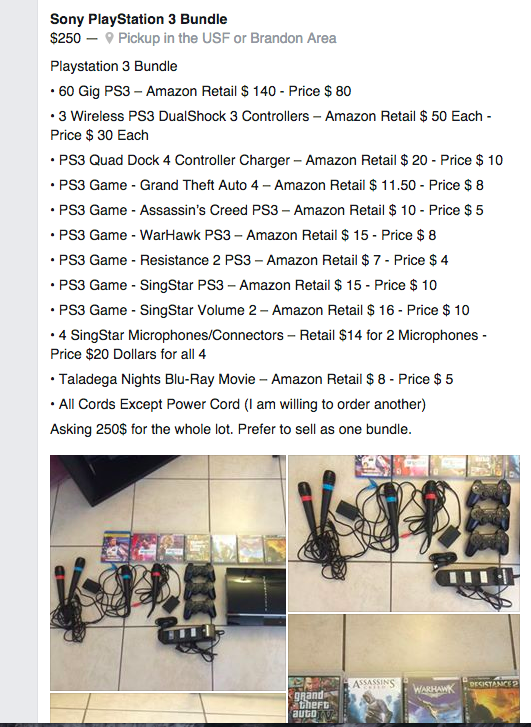 Sony PlayStation 3 Bundle
$250 — Pickup in the USF or Brandon Area
Playstation 3 Bundle
• 60 Gig PS3 – Amazon Retail $ 140 - Price $ 80
• 3 Wireless PS3 DualShock 3 Controllers – Amazon Retail $ 50 Each -
Price $ 30 Each
• PS3 Quad Dock 4 Controller Charger – Amazon Retail $ 20 - Price $ 10
• PS3 Game - Grand Theft Auto 4 – Amazon Retail $ 11.50 - Price $ 8
• PS3 Game - Assassin's Creed PS3 – Amazon Retail $ 10 - Price $ 5
• PS3 Game - WarHawk PS3 – Amazon Retail $ 15 - Price $ 8
• PS3 Game - Resistance 2 PS3 – Amazon Retail $ 7 - Price $ 4
• PS3 Game - SingStar PS3 – Amazon Retail $ 15 - Price $ 10
• PS3 Game - SingStar Volume 2 – Amazon Retail $ 16 - Price $ 10
• 4 SingStar Microphones/Connectors – Retail $14 for 2 Microphones -
Price $20 Dollars for all 4
• Taladega Nights Blu-Ray Movie – Amazon Retail $ 8 - Price $ 5
• All Cords Except Power Cord (I am willing to order another)
Asking 250$ for the whole lot. Prefer to sell as one bundle.
grand
theft
auto IV
ASSASSIN'S
CREED
WARHAWK
RESISTANCE 2